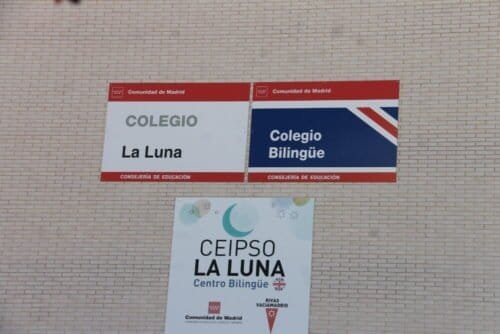 Comunidad de Madrid
COLEGIO
La Luna
CONSEJERÍA DE EDUCACIÓN
Comunidad de Madrid
Colegio
Bilingüe
CONSEJERÍA DE EDUCACIÓN
CEIPSO
LA LUNA
Centro Bilingüe
Comunidad de Madrid
RIVAS
VACIAMADRID